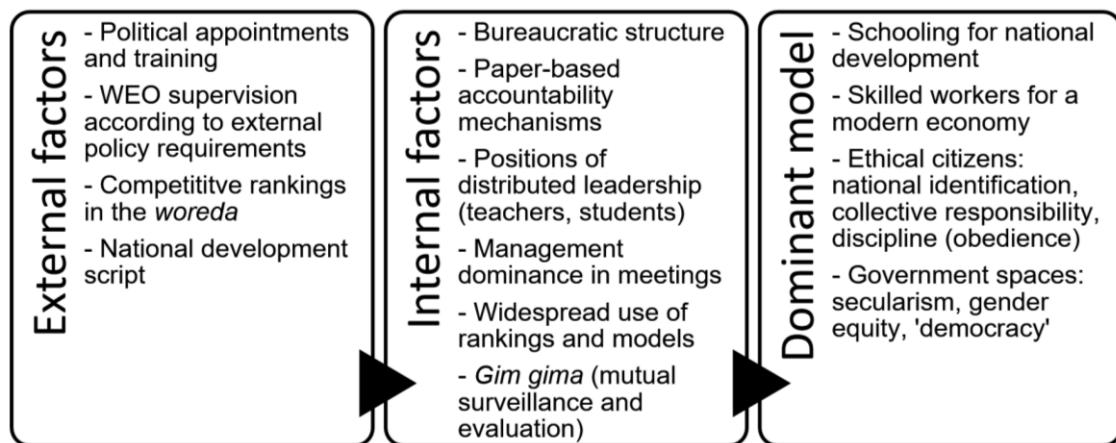 External factors
- Political appointments
and training
- WEO supervision
according to external
policy requirements
- Competititve rankings
in the woreda
- National development
script
Internal factors
- Bureaucratic structure
- Paper-based
accountability
mechanisms
- Positions of
distributed leadership
(teachers, students)
- Management
dominance in meetings
- Widespread use of
rankings and models
- Gim gima (mutual
surveillance and
evaluation)
Dominant model
- Schooling for national
development
- Skilled workers for a
modern economy
- Ethical citizens:
national identification,
collective responsibility,
discipline (obedience)
- Government spaces:
secularism, gender
equity, 'democracy'